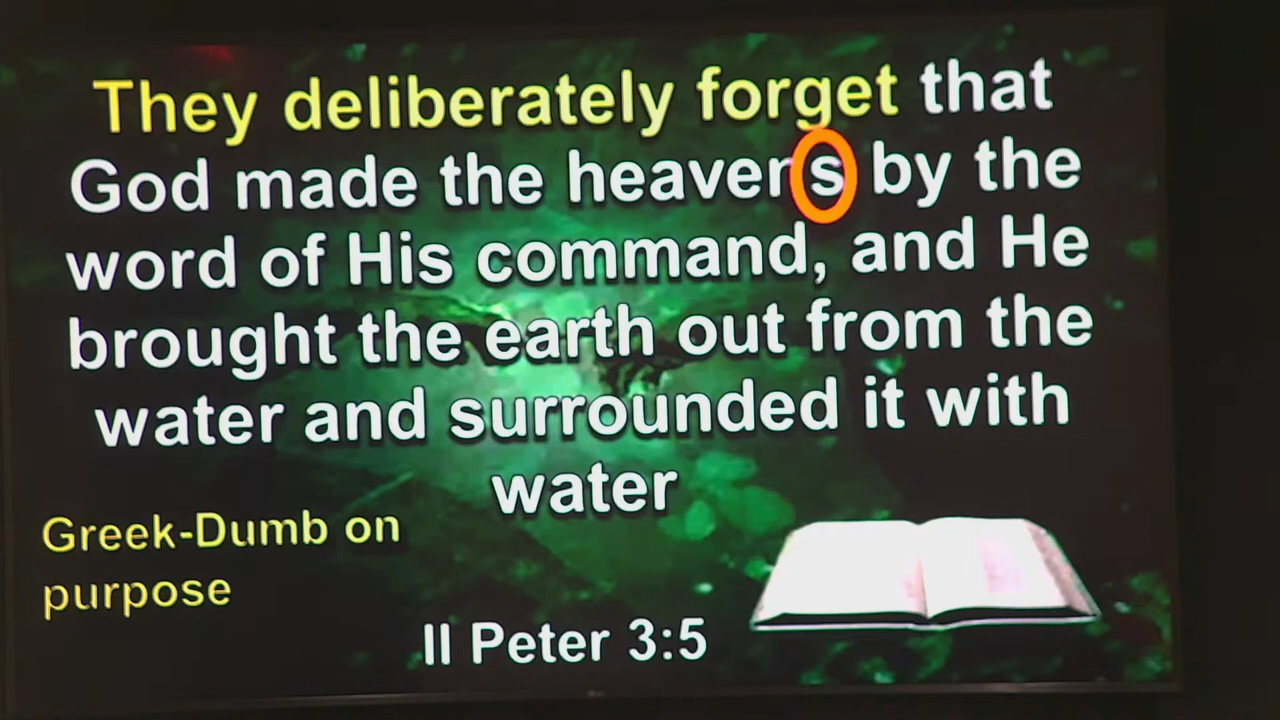 They deliberately forget that
God made the heavens by the
word of His command, and He
brought the earth out from the
water and surrounded it with
water
Greek-Dumb on
purpose
II Peter 3:5